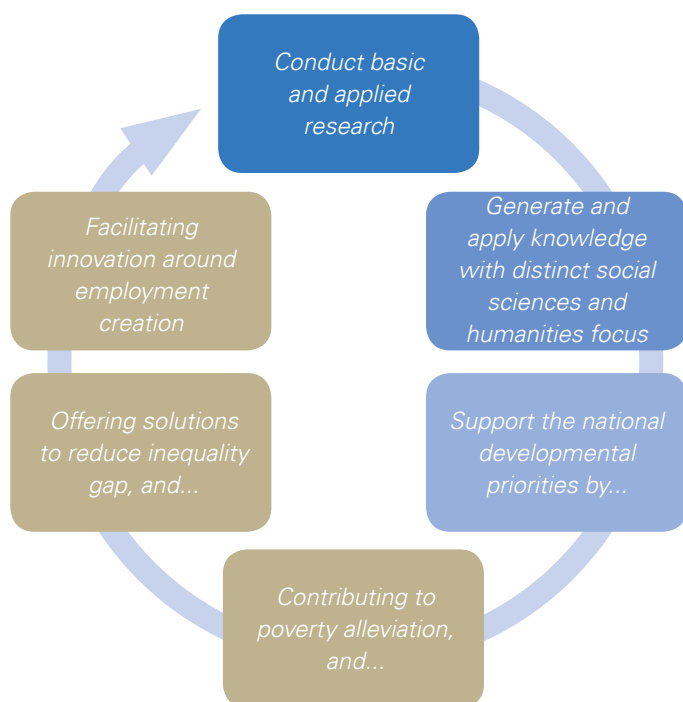 Conduct basic
and applied
research
Generate and
apply knowledge
with distinct social
sciences and
humanities focus
Support the national
developmental
priorities by...
Contributing to
poverty alleviation,
and...
Offering solutions
to reduce inequality
gap, and...
Facilitating
innovation around
employment
creation